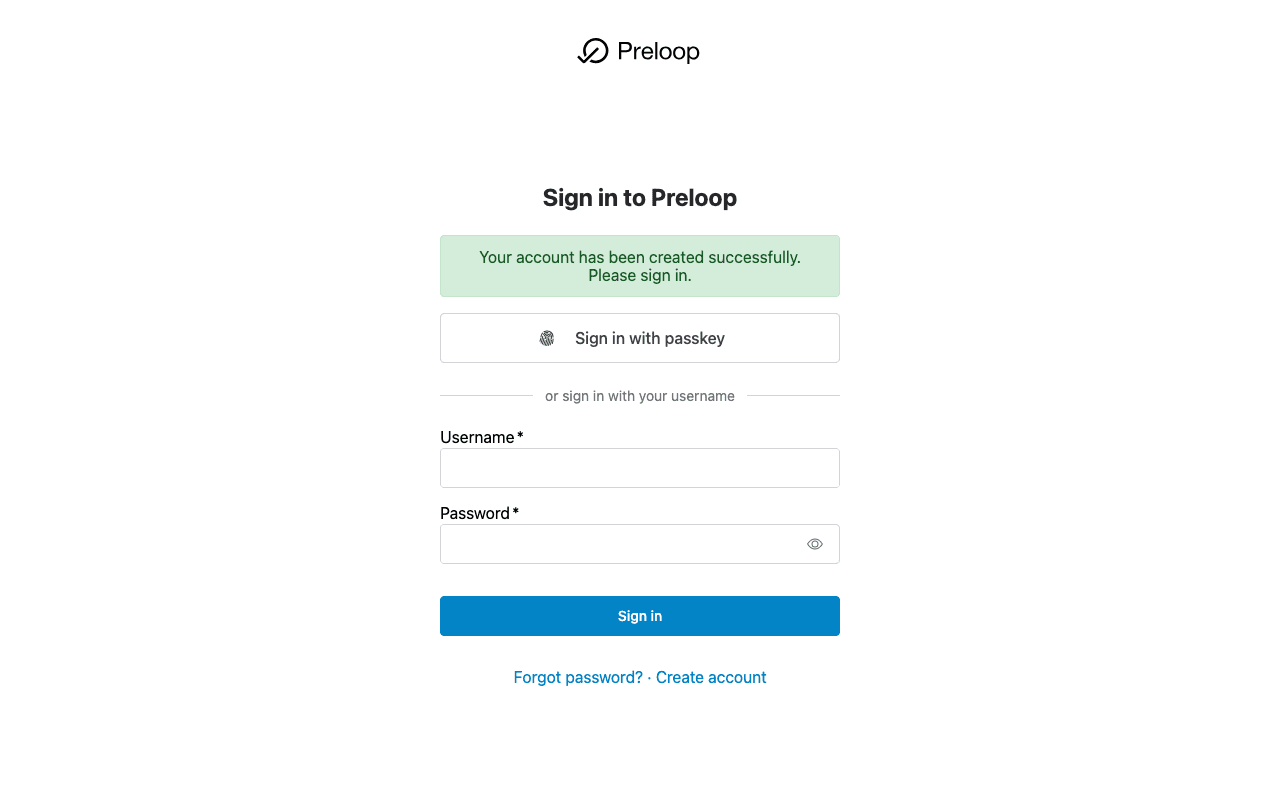 Preloop
Sign in to Preloop
Your account has been created successfully.
Please sign in.
Sign in with passkey
or sign in with your username
Username *
Password *
Sign in
Forgot password? · Create account